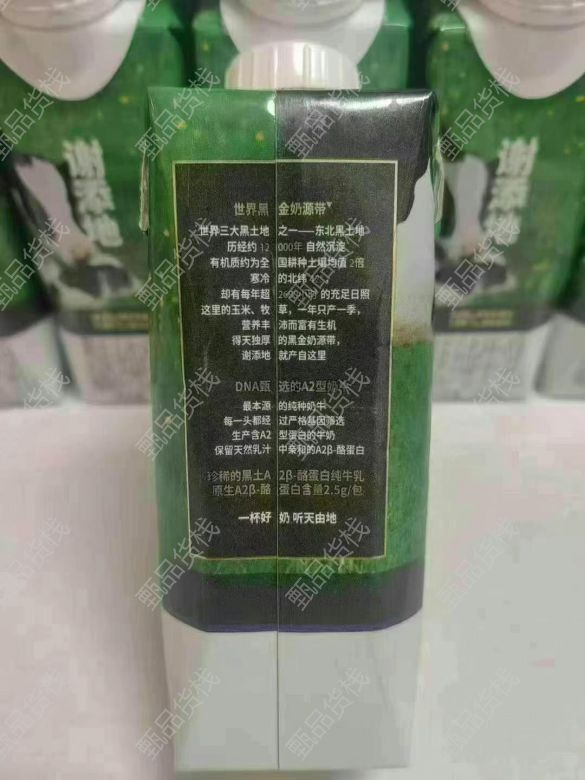 世界黑金奶源带
世界三大黑土地之一——东北黑土地
历经约12000年 自然沉淀
有机质约为全国耕种土壤均值2倍
寒冷的北纬
却有每年超2600小时的充足日照
这里的玉米、牧草，一年只产一季，
营养丰沛而富有生机
得天独厚的黑金奶源带，
谢添地就产自这里
DNA甄选的A2型奶牛
最本源的纯种奶牛
每一头都经过严格基因筛选
生产含A2型蛋白的牛奶
保留天然乳汁中亲和的A2β-酪蛋白
珍稀的黑土A2β-酪蛋白纯牛乳
原生A2β-酪蛋白含量2.5g/包
一杯好奶 听天由地
谢添地
谢添地
甄品货栈